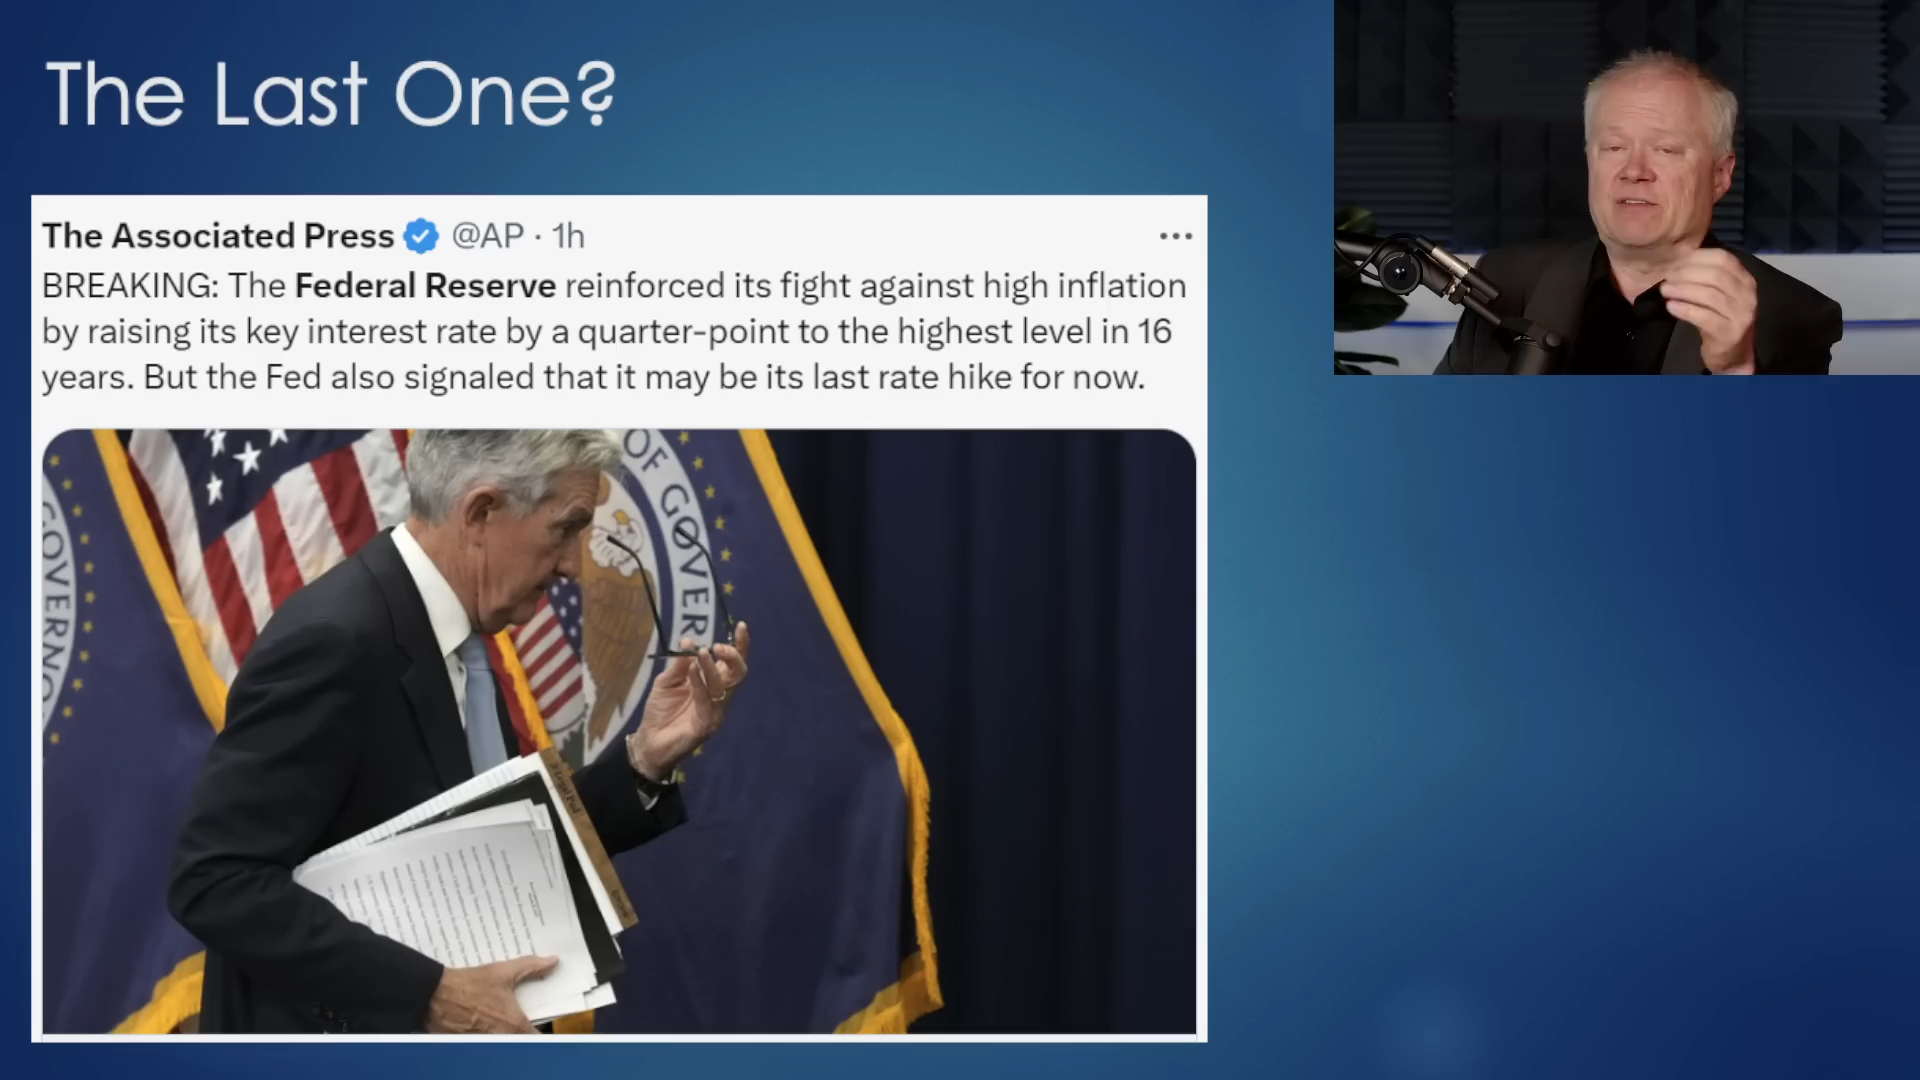 The Last One?
The Associated Press @AP · 1h
BREAKING: The Federal Reserve reinforced its fight against high inflation
by raising its key interest rate by a quarter-point to the highest level in 16
years. But the Fed also signaled that it may be its last rate hike for now.
OF GOVER
GOVERNO